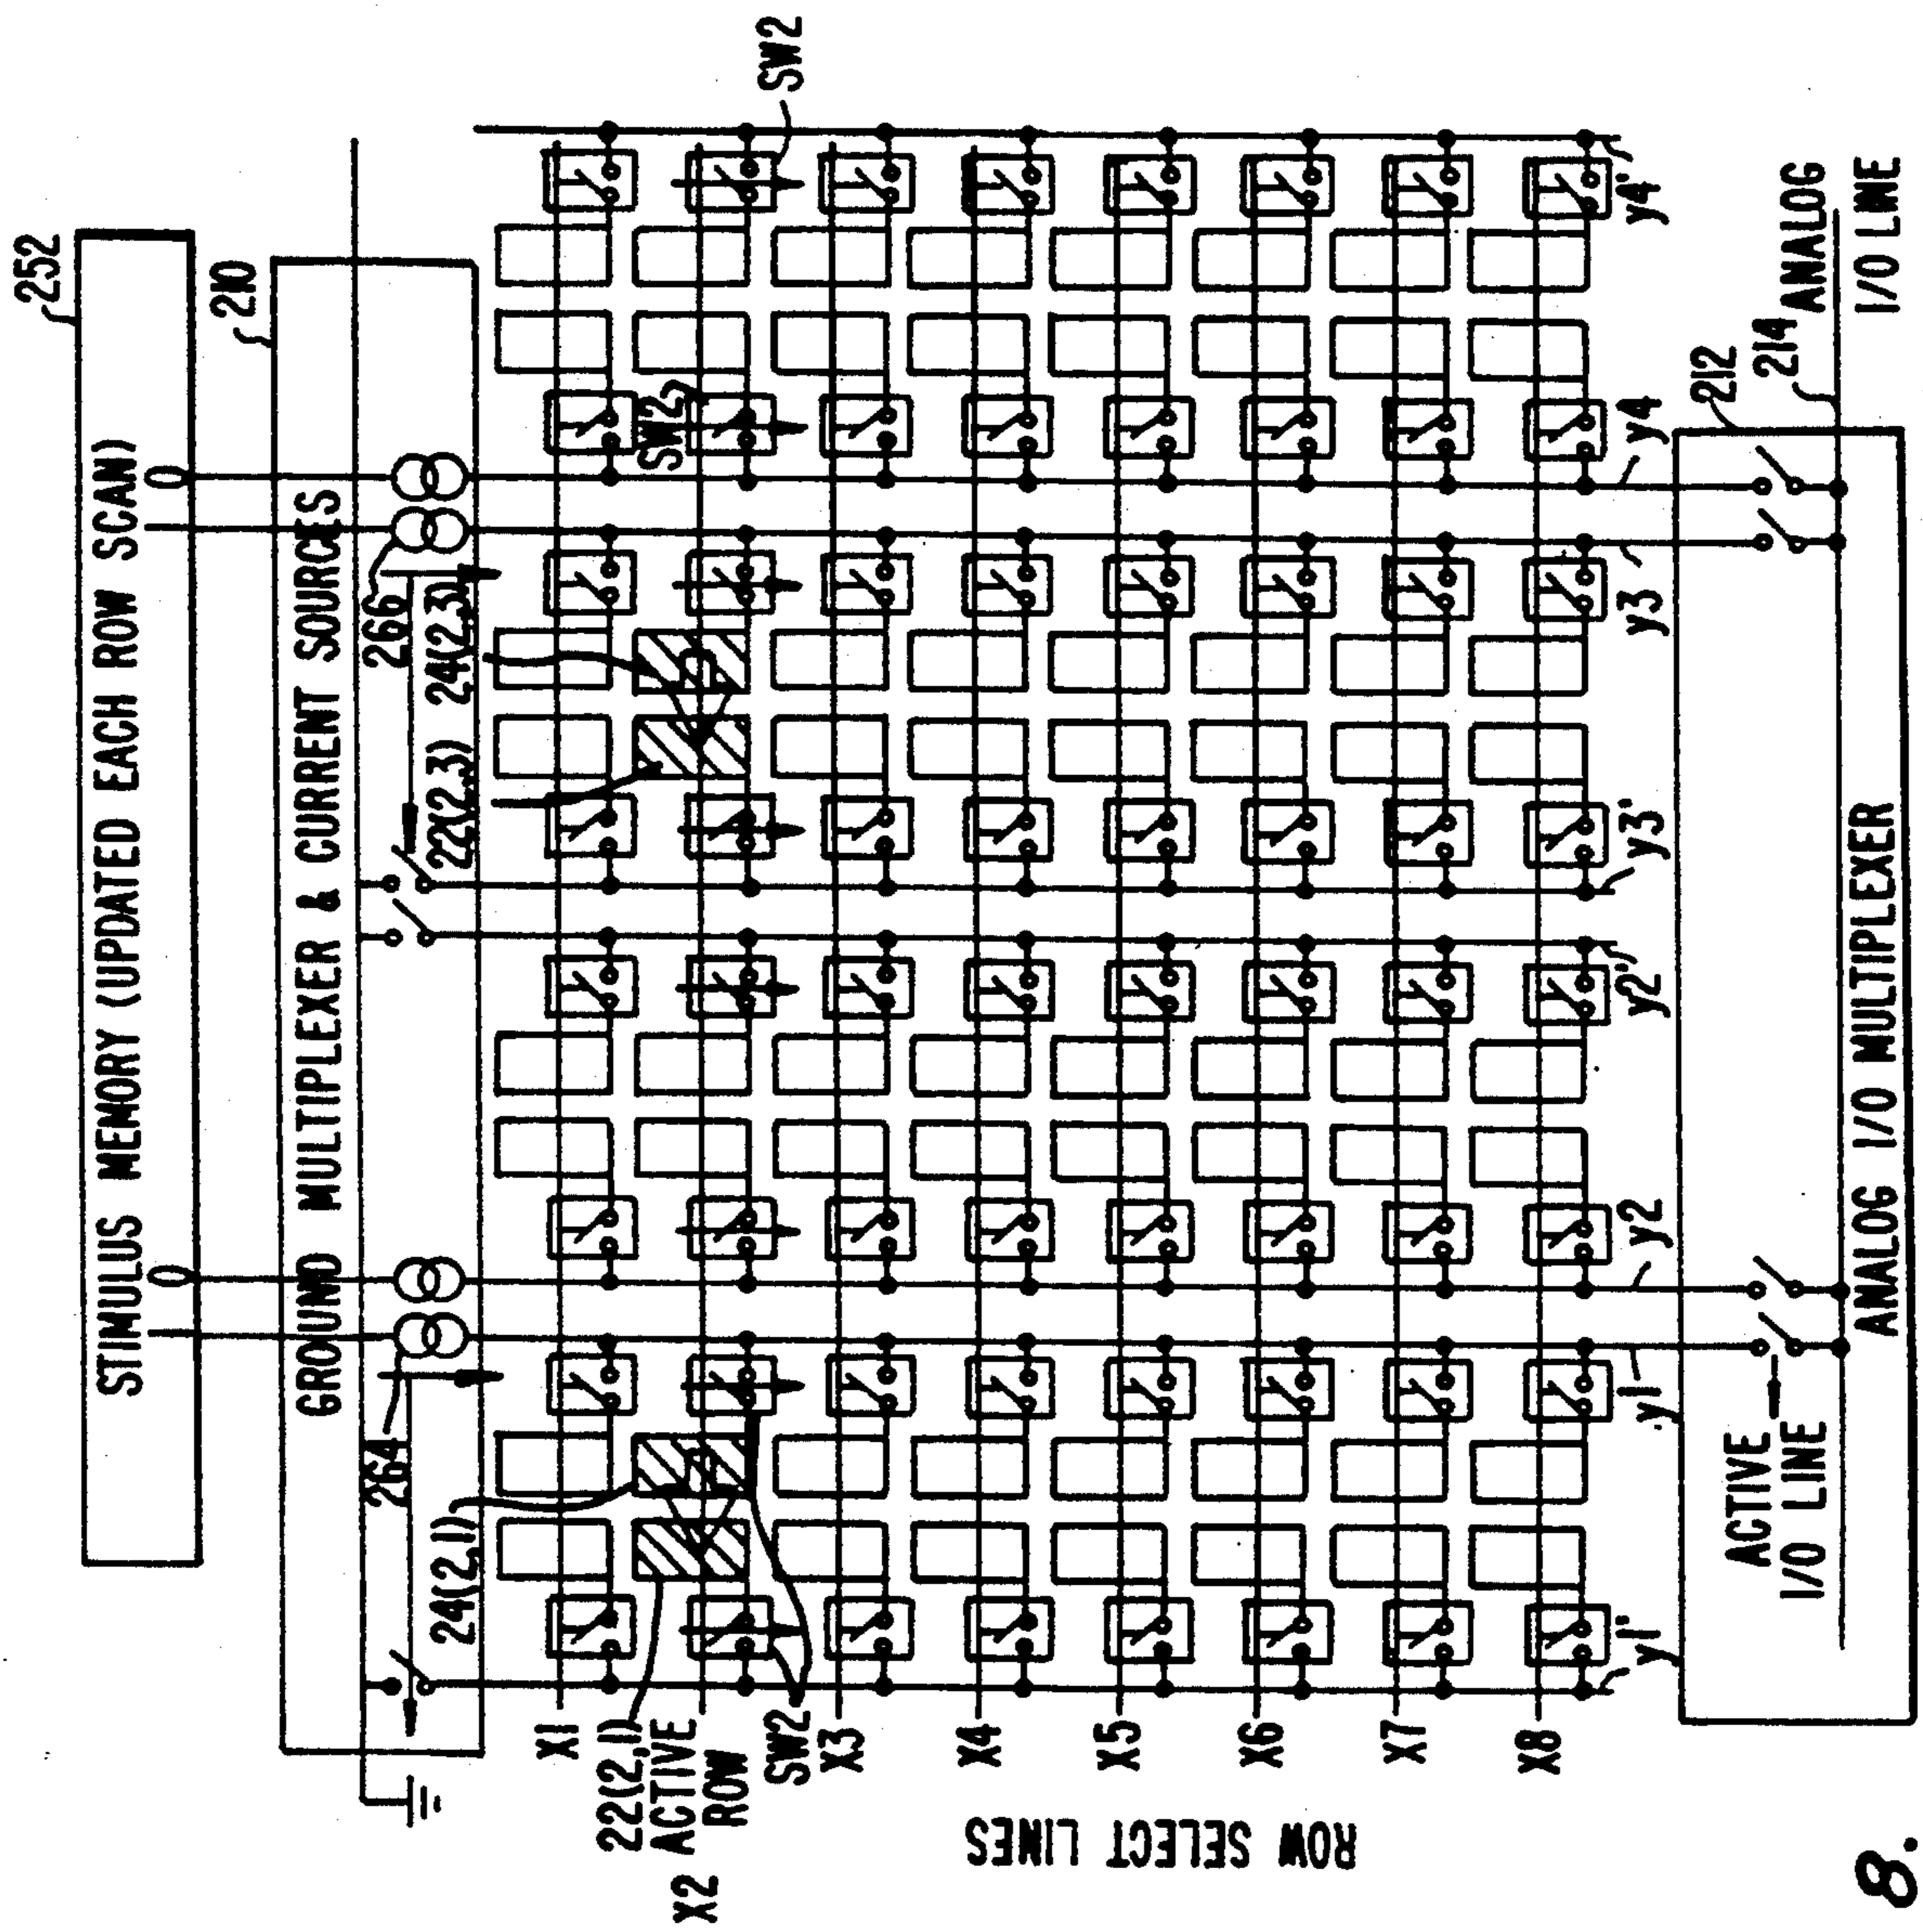 252
STIMULUS MEMORY (UPDATED EACH ROW SCAN)
0
0
210
GROUND MULTIPLEXER & CURRENT SOURCES
264
266
24(2,1)
22(2,3)
24(2,3)
SW2
SW2
X1
22(2,1)
X2 ACTIVE
ROW
SW2
X3
X4
X5
X6
X7
X8
ROW SELECT LINES
y1'
y1
y2
y2'
y3'
y3
y4
y4'
212
214
ANALOG
I/O LINE
ACTIVE
I/O LINE
ANALOG I/O MULTIPLEXER
8.